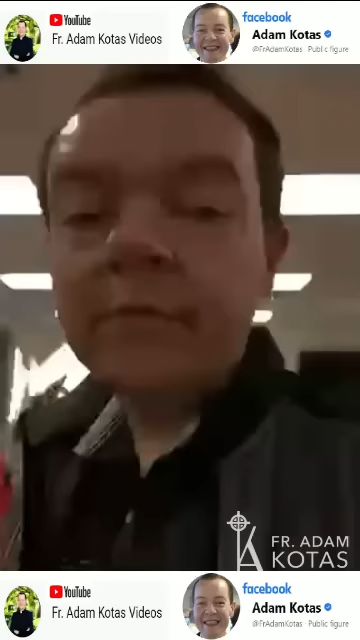 YouTube
Fr. Adam Kotas Videos
facebook
Adam Kotas
@FrAdamKotas · Public figure
FR. ADAM
KOTAS
YouTube
Fr. Adam Kotas Videos
facebook
Adam Kotas
@FrAdamKotas · Public figure